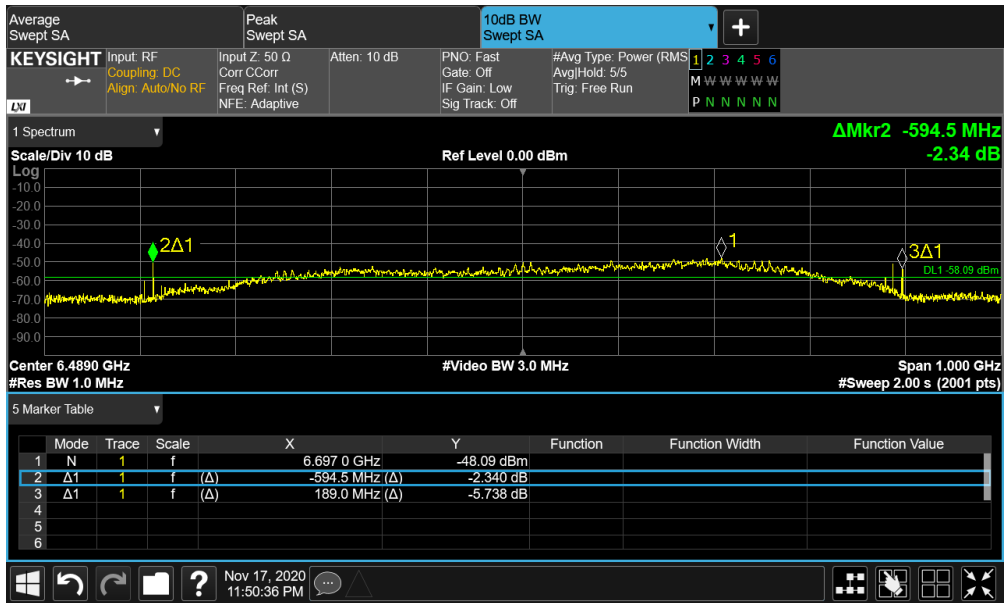 Average
Swept SA
Peak
Swept SA
10dB BW
Swept SA
KEYSIGHT
LXI
Input: RF
Coupling: DC
Align: Auto/No RF
Input Z: 50 Ω
Corr CCorr
Freq Ref: Int (S)
NFE: Adaptive
Atten: 10 dB
PNO: Fast
Gate: Off
IF Gain: Low
Sig Track: Off
#Avg Type: Power (RMS
Avg|Hold: 5/5
Trig: Free Run
1 2 3 4 5 6
M W W W W W W
P N N N N N
1 Spectrum
ΔMkr2 -594.5 MHz
Scale/Div 10 dB
Ref Level 0.00 dBm
-2.34 dB
Log
-10.0
-20.0
-30.0
-40.0
-50.0
-60.0
-70.0
-80.0
-90.0
2Δ1
1
3Δ1
DL1 -58.09 dBm
Center 6.4890 GHz
#Video BW 3.0 MHz
Span 1.000 GHz
#Res BW 1.0 MHz
#Sweep 2.00 s (2001 pts)
5 Marker Table
Mode Trace Scale X Y Function Function Width Function Value
1 N 1 f 6.697 0 GHz -48.09 dBm
2 Δ1 1 f (Δ) -594.5 MHz (Δ) -2.340 dB
3 Δ1 1 f (Δ) 189.0 MHz (Δ) -5.738 dB
4
5
6
?
Nov 17, 2020
11:50:36 PM